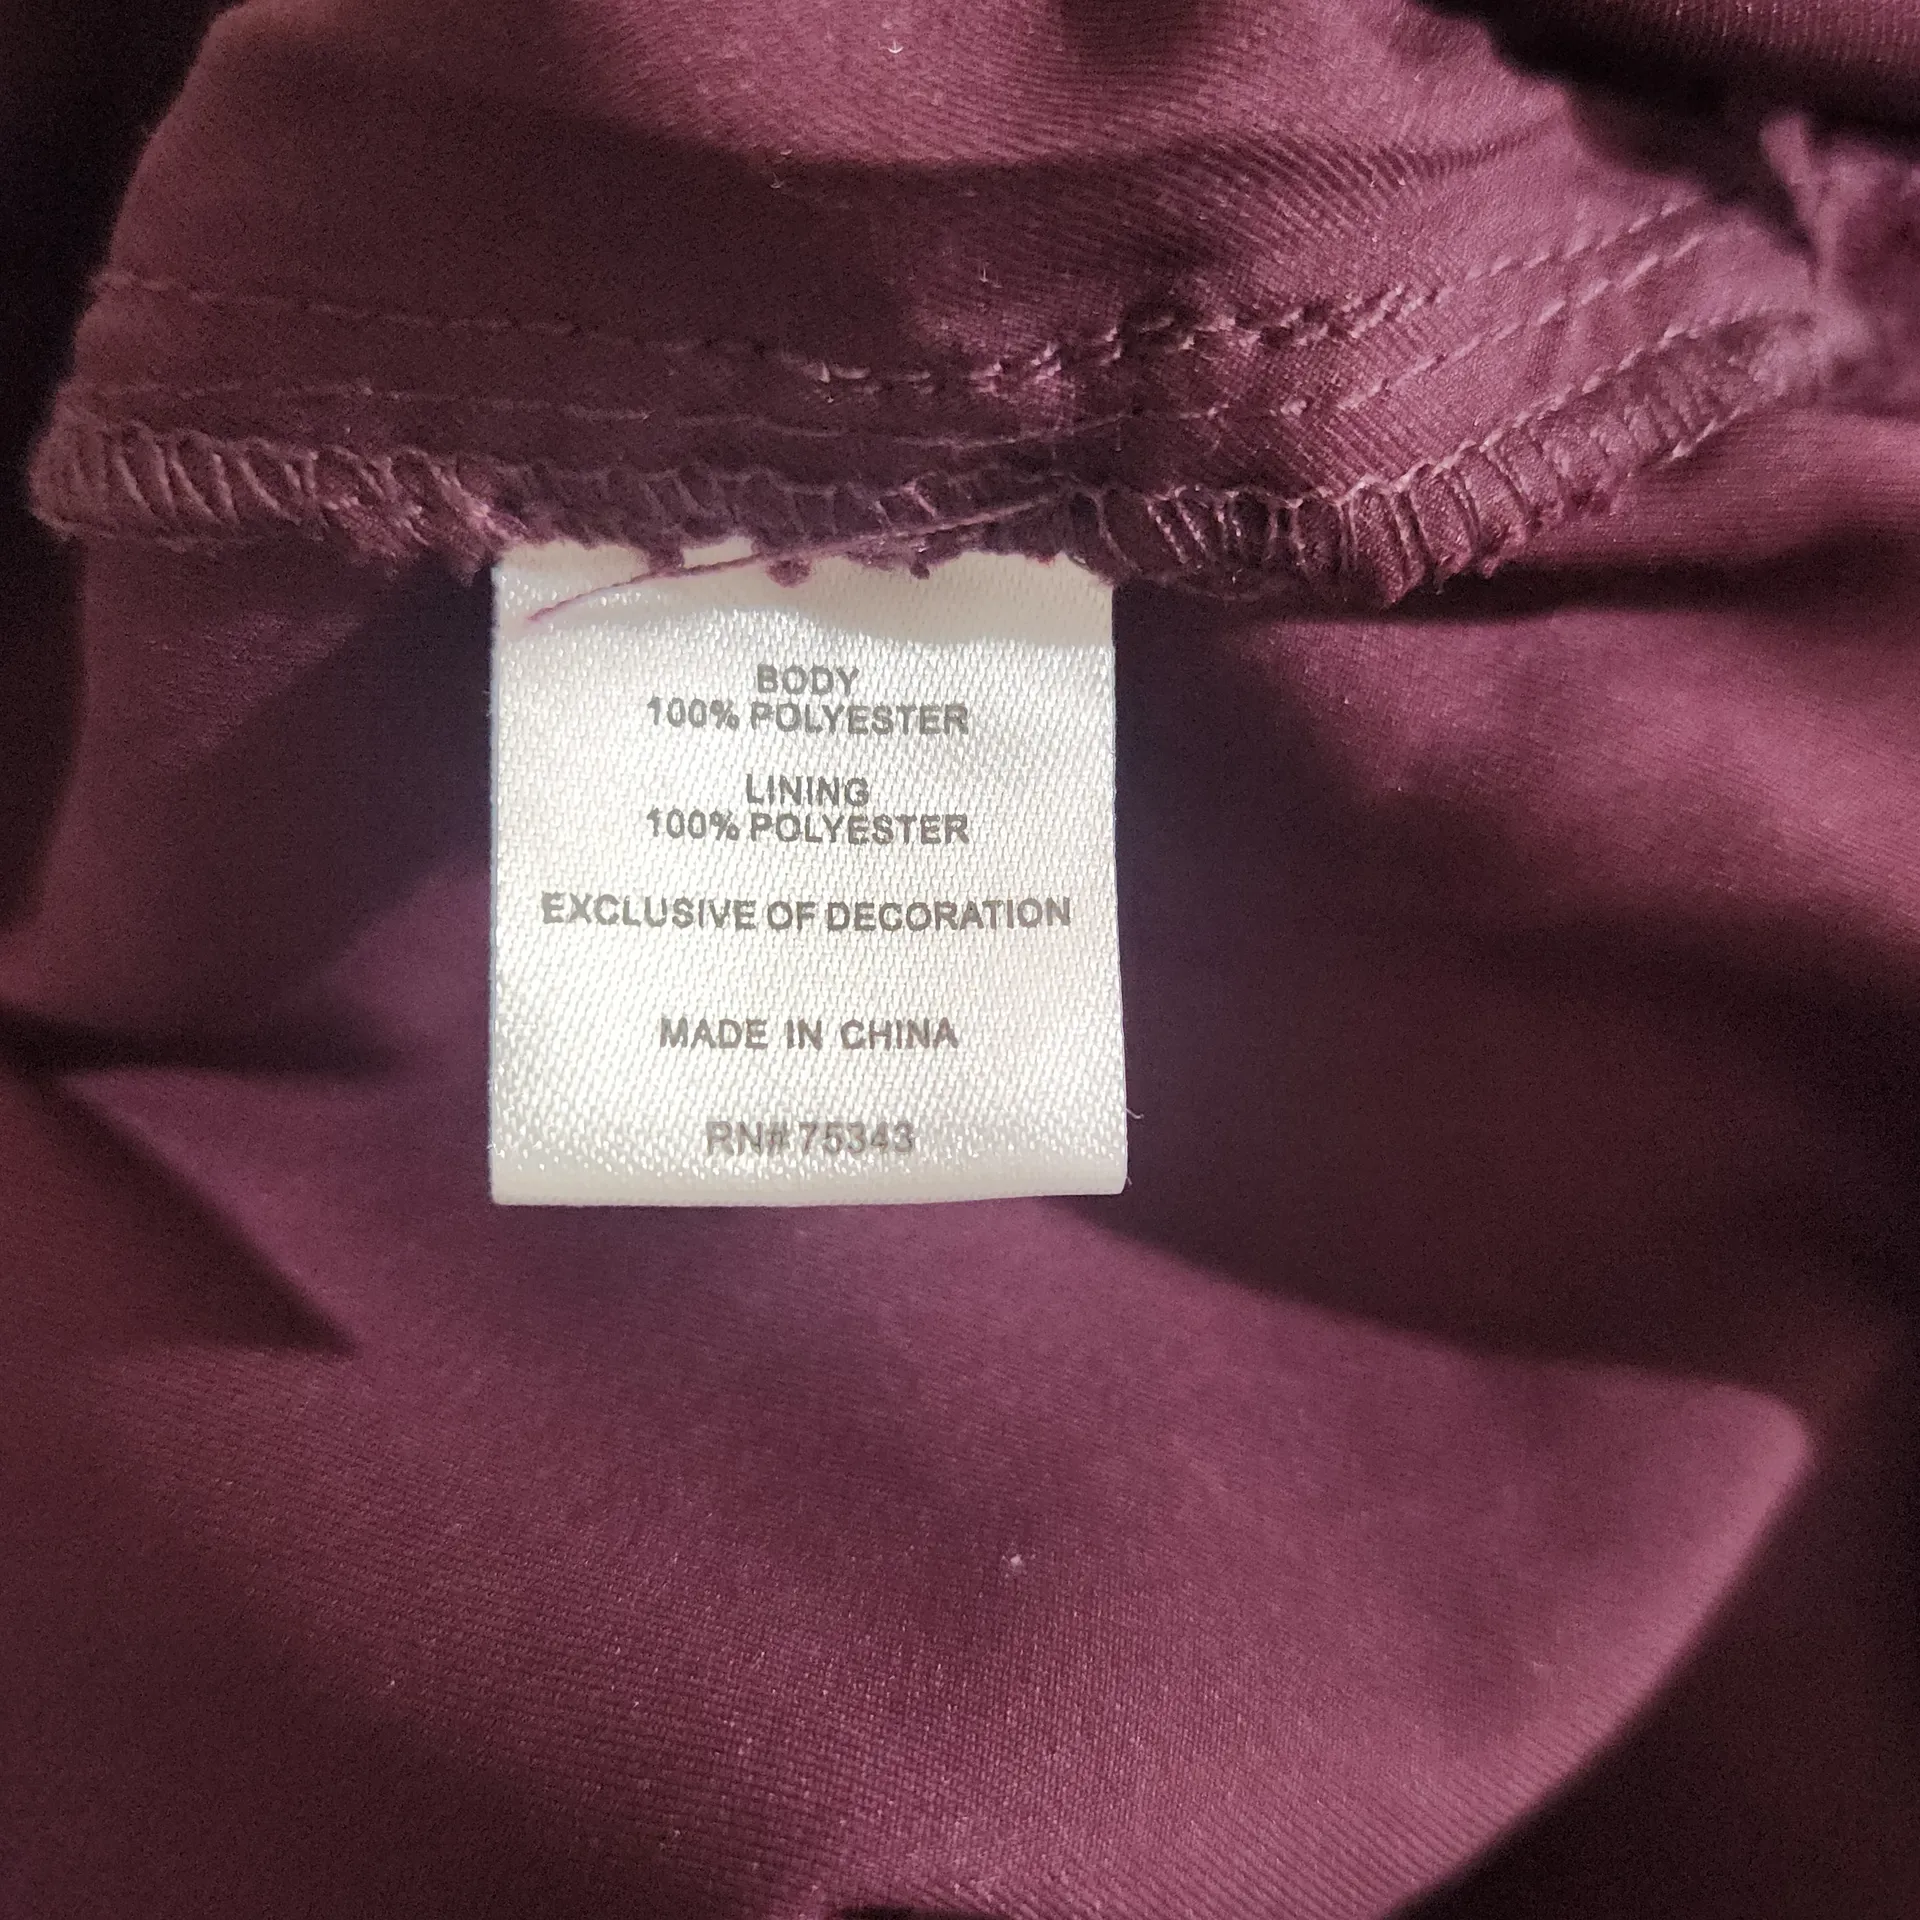 BODY
100% POLYESTER
LINING
100% POLYESTER
EXCLUSIVE OF DECORATION
MADE IN CHINA
RN# 75343